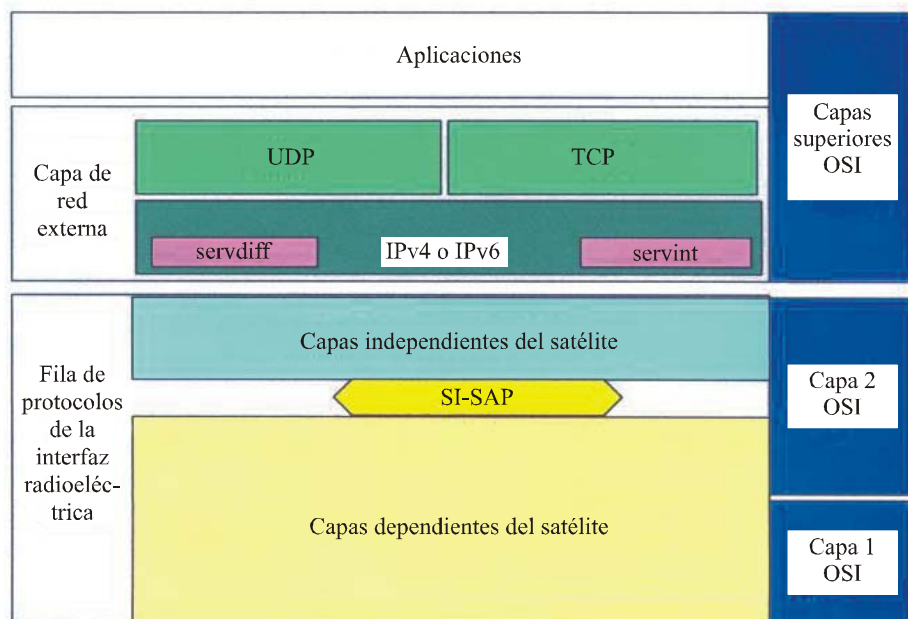 Aplicaciones
Capas
superiores
OSI
Capa de
red
externa
UDP
TCP
servdiff
IPv4 o IPv6
servint
Fila de
protocolos
de la
interfaz
radioeléc-
trica
Capas independientes del satélite
SI-SAP
Capas dependientes del satélite
Capa 2
OSI
Capa 1
OSI